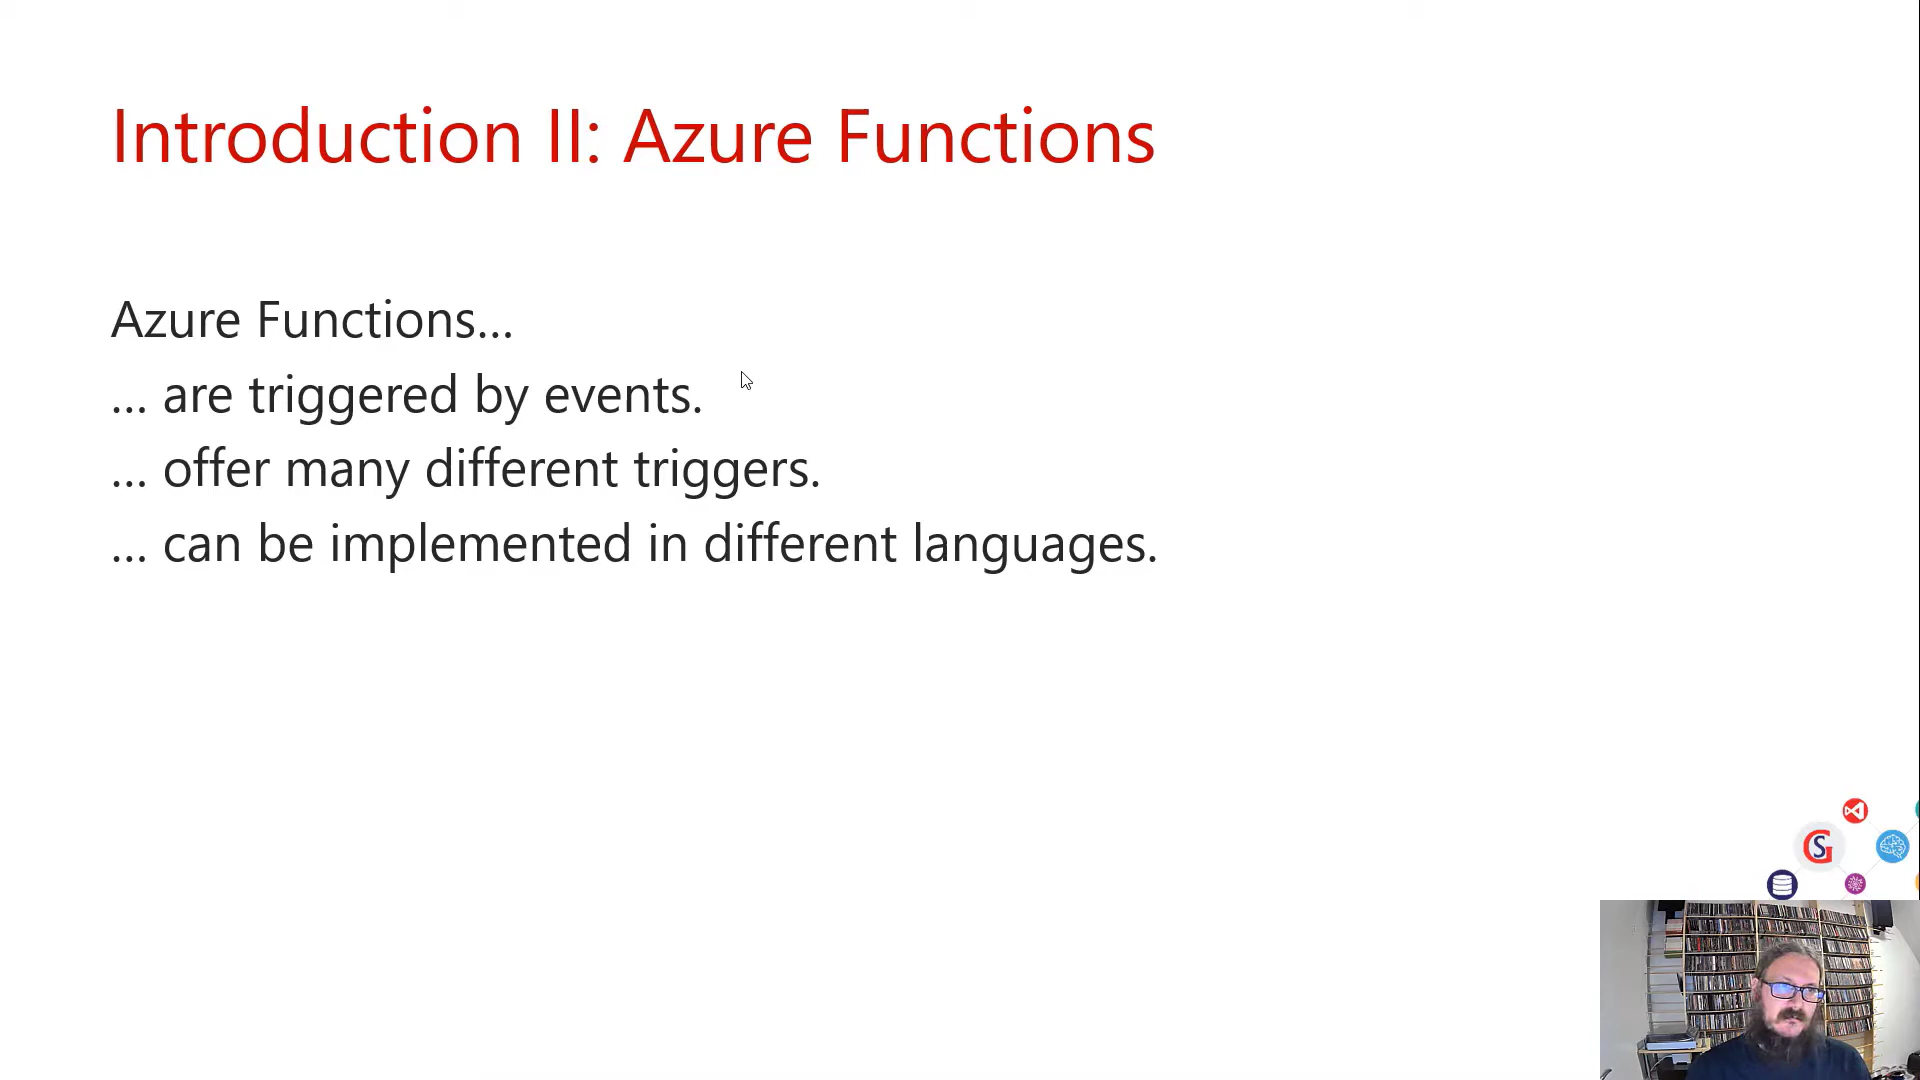 Introduction II: Azure Functions
Azure Functions…
… are triggered by events.
… offer many different triggers.
… can be implemented in different languages.
GS